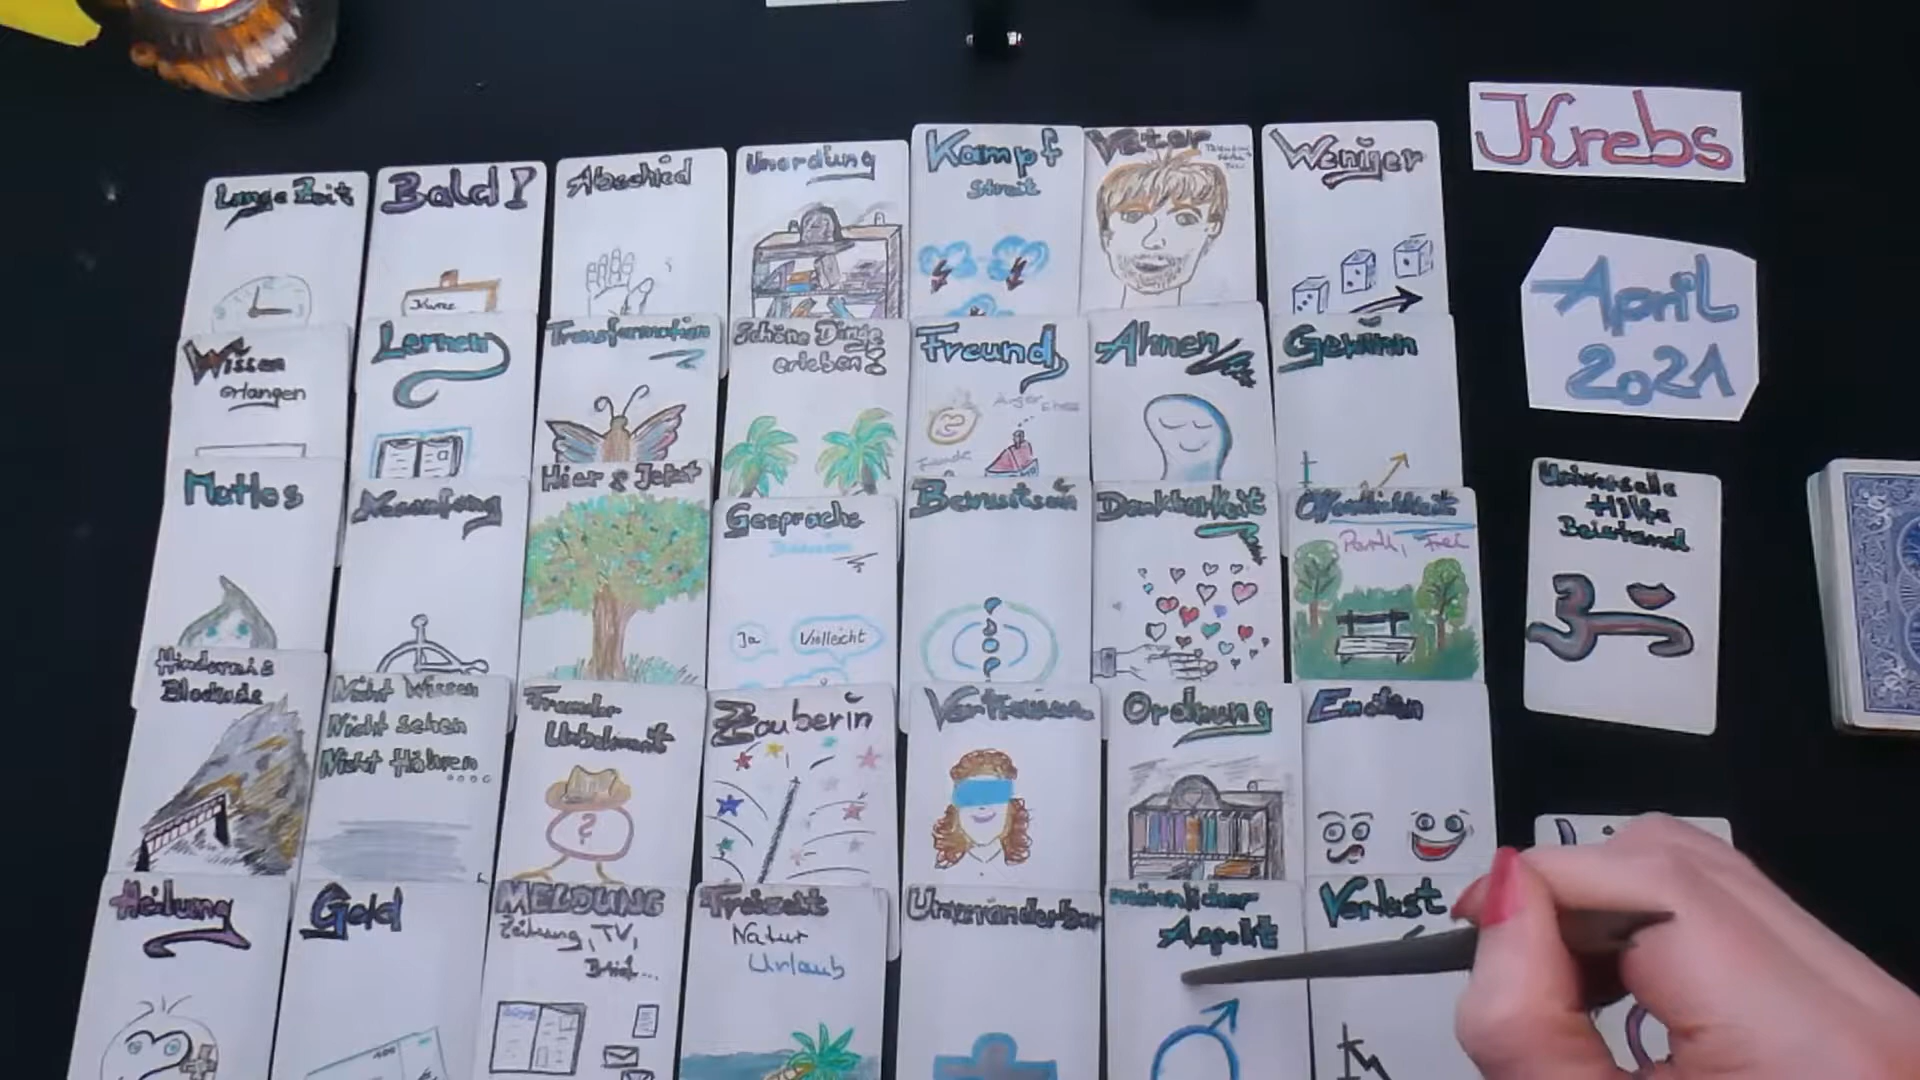 Krebs
April
2021
Lange Zeit
Bald!
Abschied
Unordnung
Kampf
Streit
Vater
Weniger
Wissen
erlangen
Lernen
Transformation
Schöne Dinge
erleben!
Freund
Ärger
Ahnen
Gewinn
Mutlos
Neuanfang
Hier & Jetzt
Gespräche
Ja
Vielleicht
Dankbarkeit
Öffentlichkeit
Universelle
Hilfe
Beistand
Hindernis
Blockade
Nicht Wissen
Nicht sehen
Nicht Höhren....
Fremder
Unbekannt
Zauberin
Vertrauen
Ordnung
Heilung
Geld
MELDUNG
Zeitung, TV,
Brief...
Freizeit
Natur
Urlaub
Unveränderbar
männlicher
Aspekt
Verlust